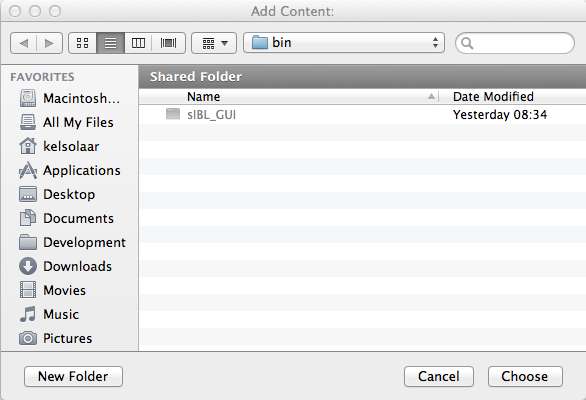 Add Content:
bin
FAVORITES
Shared Folder
Name Date Modified
Macintosh...
sIBL_GUI Yesterday 08:34
All My Files
kelsolaar
Applications
Desktop
Documents
Development
Downloads
Movies
Music
Pictures
New Folder Cancel Choose